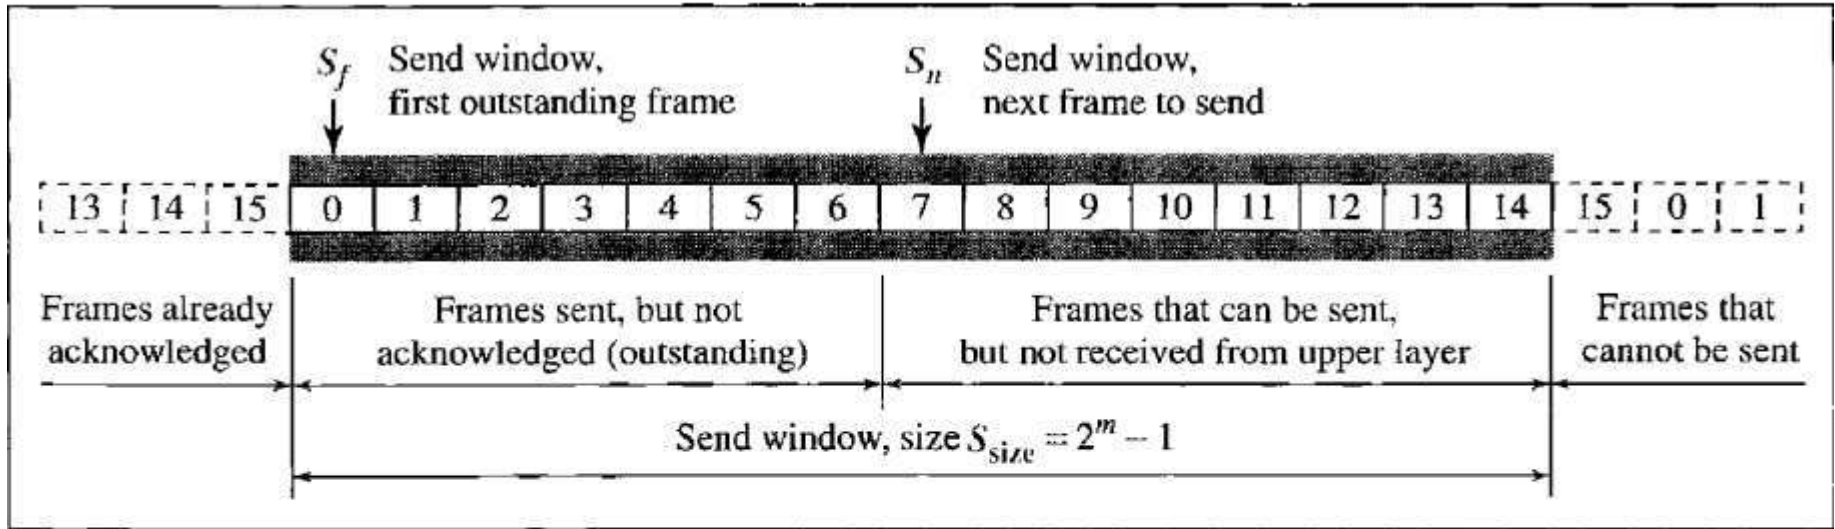 S_f Send window,
first outstanding frame
S_n Send window,
next frame to send
13 14 15 0 1 2 3 4 5 6 7 8 9 10 11 12 13 14 15 0 1
Frames already
acknowledged
Frames sent, but not
acknowledged (outstanding)
Frames that can be sent,
but not received from upper layer
Frames that
cannot be sent
Send window, size S_size = 2^m – 1